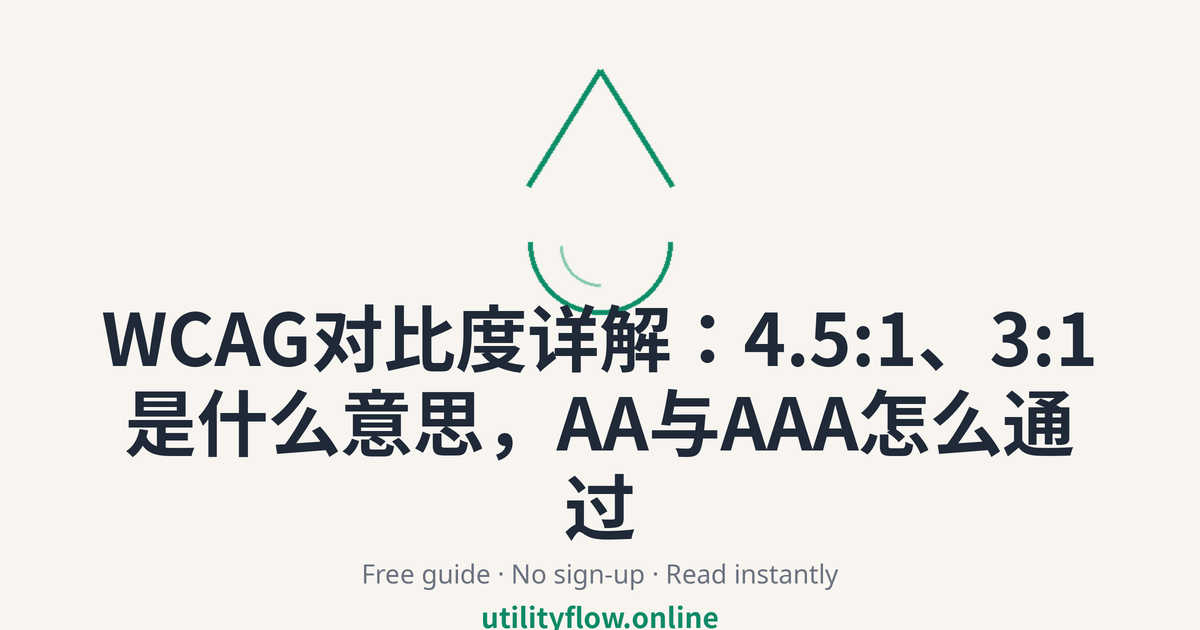 WCAG对比度详解：4.5:1、3:1
是什么意思，AA与AAA怎么通
过
Free guide · No sign-up · Read instantly
utilityflow.online